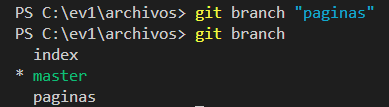 PS C:\ev1\archivos> git branch "paginas"
PS C:\ev1\archivos> git branch
  index
* master
  paginas